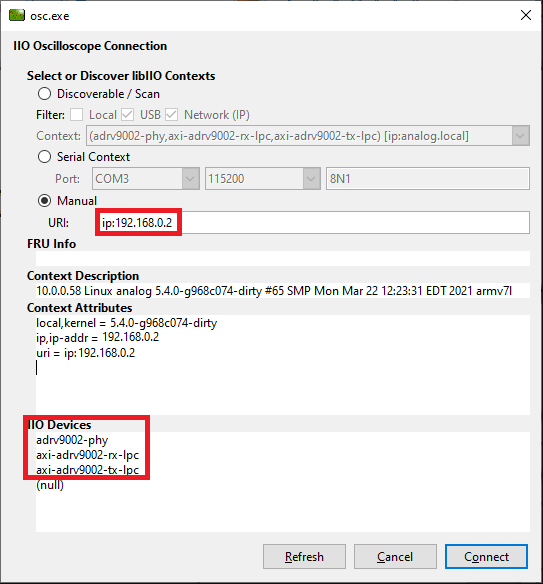 osc.exe
IIO Oscilloscope Connection
Select or Discover libIIO Contexts
Discoverable / Scan
Filter: Local USB Network (IP)
Context: (adrv9002-phy,axi-adrv9002-rx-lpc,axi-adrv9002-tx-lpc) [ip:analog.local]
Serial Context
Port: COM3 115200 8N1
Manual
URI: ip:192.168.0.2
FRU Info
Context Description
10.0.0.58 Linux analog 5.4.0-g968c074-dirty #65 SMP Mon Mar 22 12:23:31 EDT 2021 armv7l
Context Attributes
local,kernel = 5.4.0-g968c074-dirty
ip,ip-addr = 192.168.0.2
uri = ip:192.168.0.2
IIO Devices
adrv9002-phy
axi-adrv9002-rx-lpc
axi-adrv9002-tx-lpc
(null)
Refresh Cancel Connect